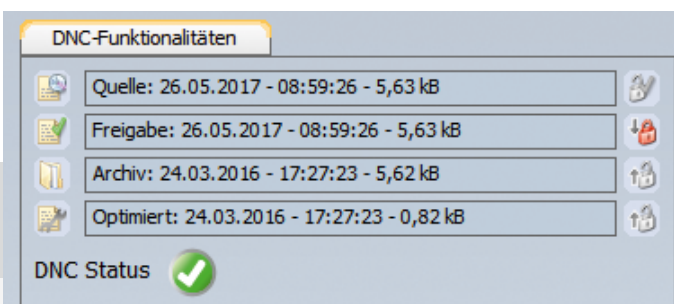 DNC-Funktionalitäten
Quelle: 26.05.2017 - 08:59:26 - 5,63 kB
Freigabe: 26.05.2017 - 08:59:26 - 5,63 kB
Archiv: 24.03.2016 - 17:27:23 - 5,62 kB
Optimiert: 24.03.2016 - 17:27:23 - 0,82 kB
DNC Status